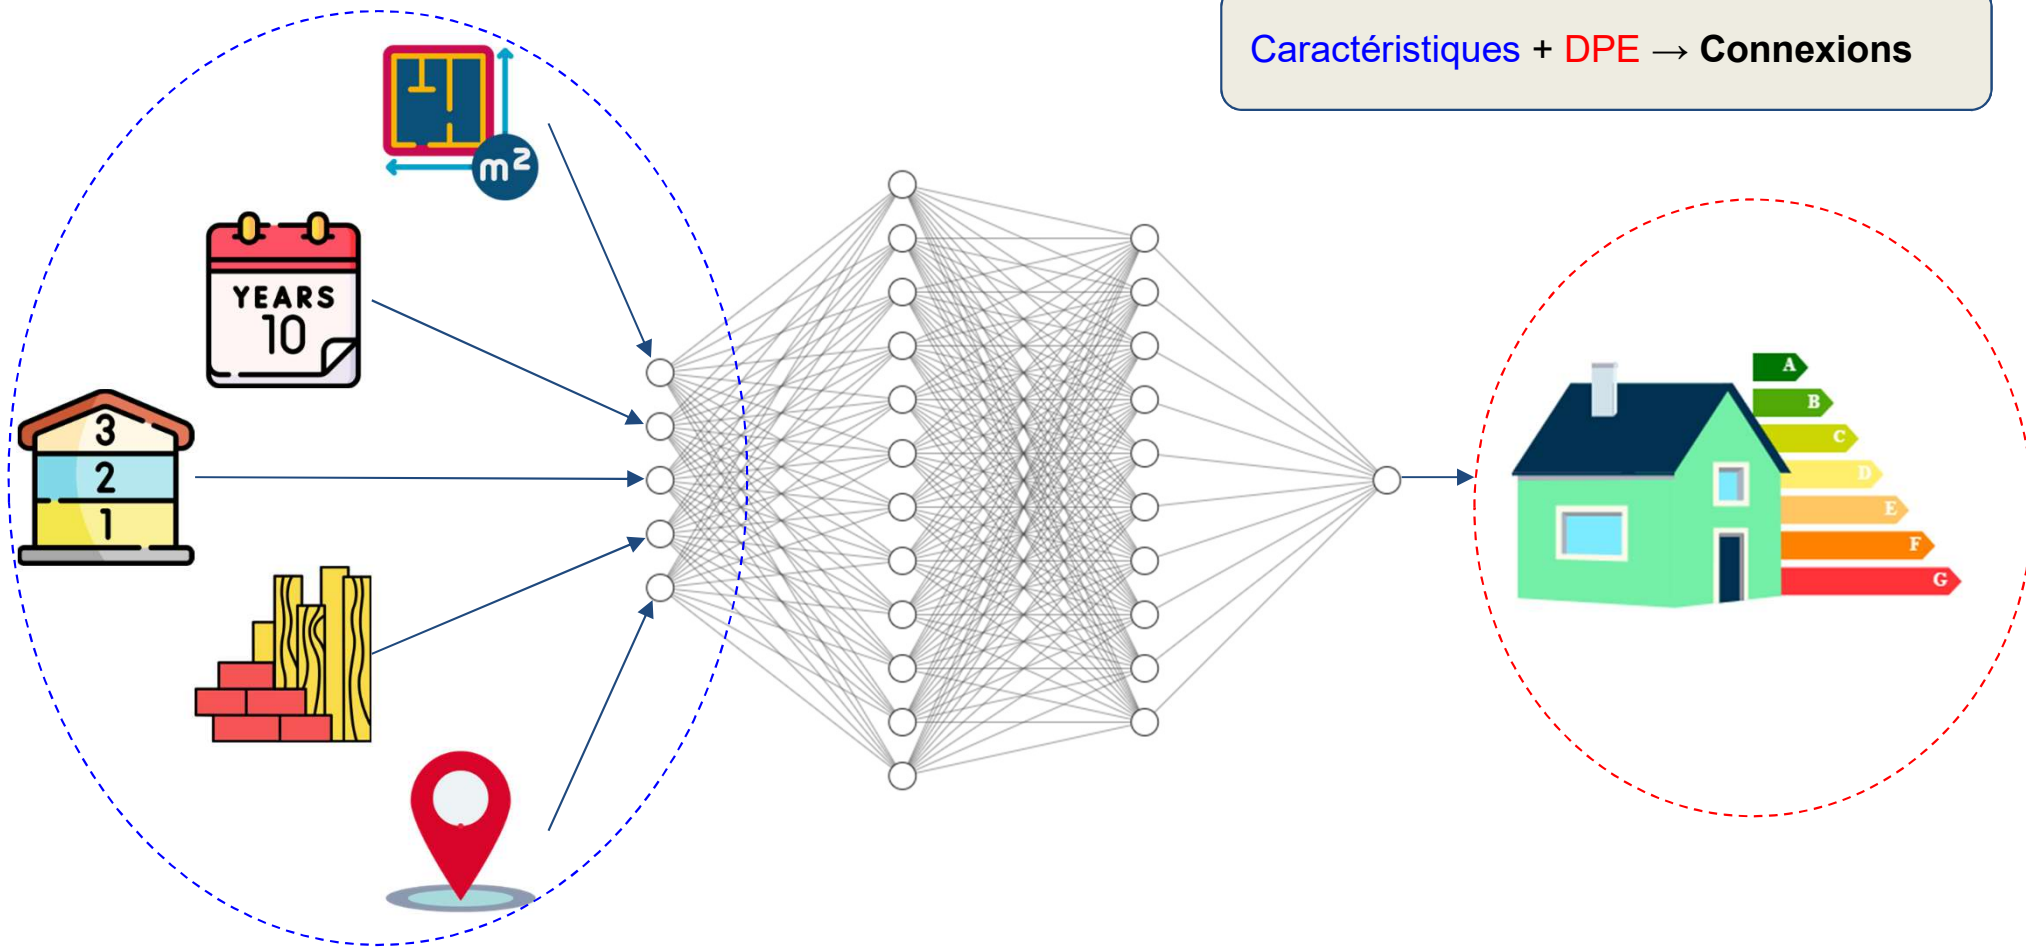 Caractéristiques + DPE → Connexions
m²
YEARS
10
3
2
1
A
B
C
D
E
F
G